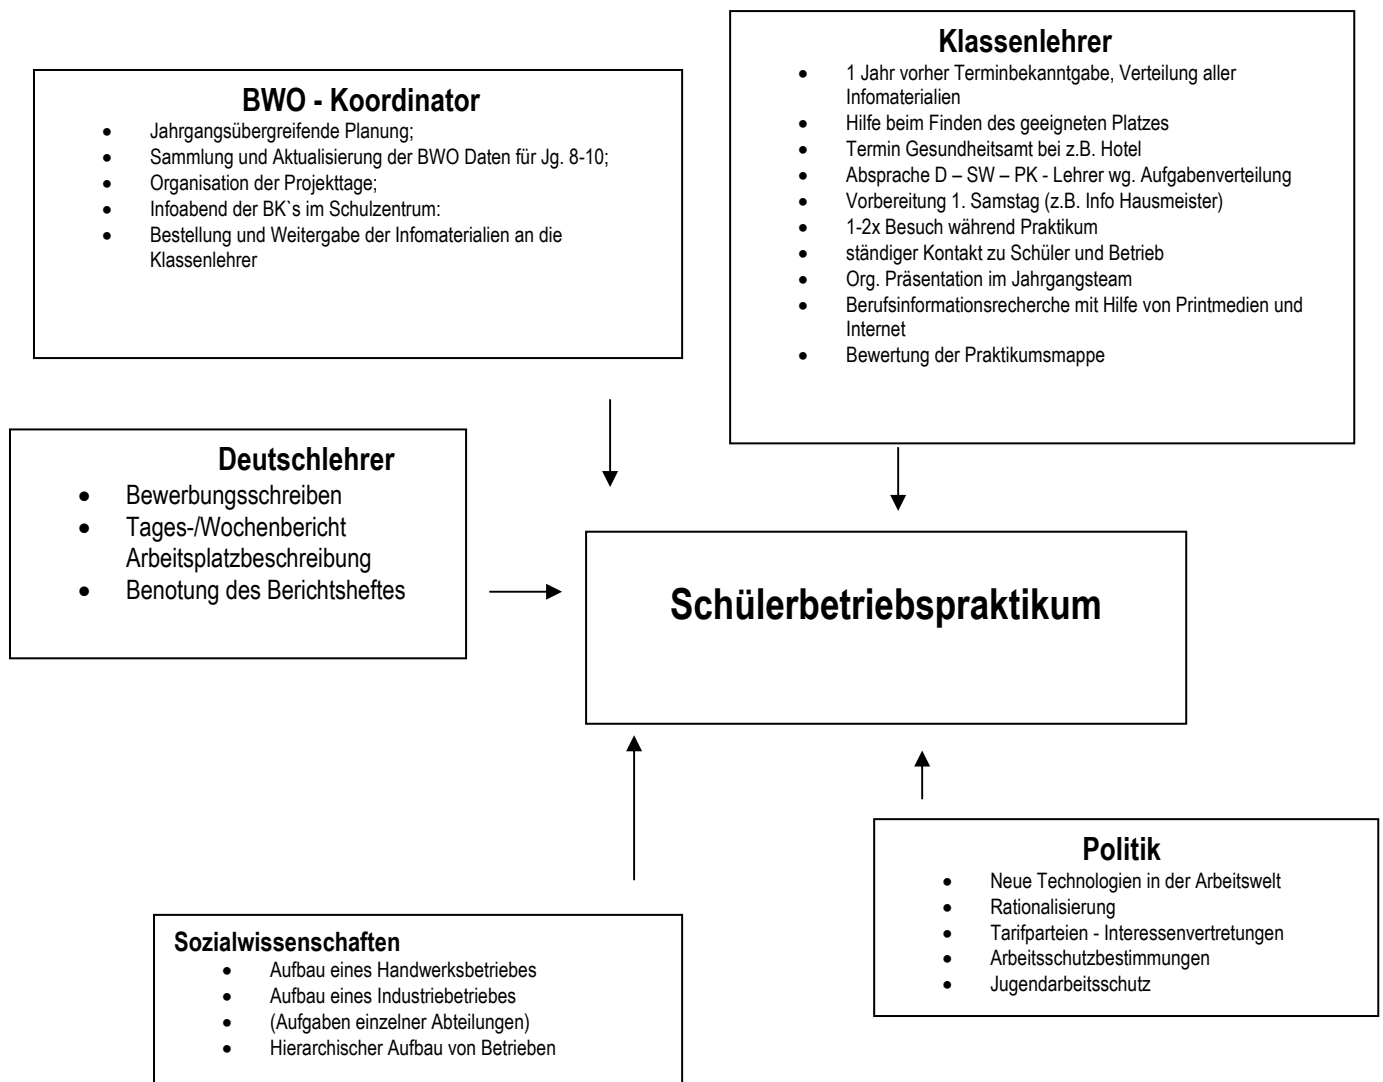 BWO - Koordinator
• Jahrgangsübergreifende Planung;
• Sammlung und Aktualisierung der BWO Daten für Jg. 8-10;
• Organisation der Projekttage;
• Infoabend der BK`s im Schulzentrum:
• Bestellung und Weitergabe der Infomaterialien an die
Klassenlehrer
Klassenlehrer
• 1 Jahr vorher Terminbekanntgabe, Verteilung aller
Infomaterialien
• Hilfe beim Finden des geeigneten Platzes
• Termin Gesundheitsamt bei z.B. Hotel
• Absprache D – SW – PK - Lehrer wg. Aufgabenverteilung
• Vorbereitung 1. Samstag (z.B. Info Hausmeister)
• 1-2x Besuch während Praktikum
• ständiger Kontakt zu Schüler und Betrieb
• Org. Präsentation im Jahrgangsteam
• Berufsinformationsrecherche mit Hilfe von Printmedien und
Internet
• Bewertung der Praktikumsmappe
Deutschlehrer
• Bewerbungsschreiben
• Tages-/Wochenbericht
Arbeitsplatzbeschreibung
• Benotung des Berichtsheftes
Schülerbetriebspraktikum
Politik
• Neue Technologien in der Arbeitswelt
• Rationalisierung
• Tarifparteien - Interessenvertretungen
• Arbeitsschutzbestimmungen
• Jugendarbeitsschutz
Sozialwissenschaften
• Aufbau eines Handwerksbetriebes
• Aufbau eines Industriebetriebes
• (Aufgaben einzelner Abteilungen)
• Hierarchischer Aufbau von Betrieben